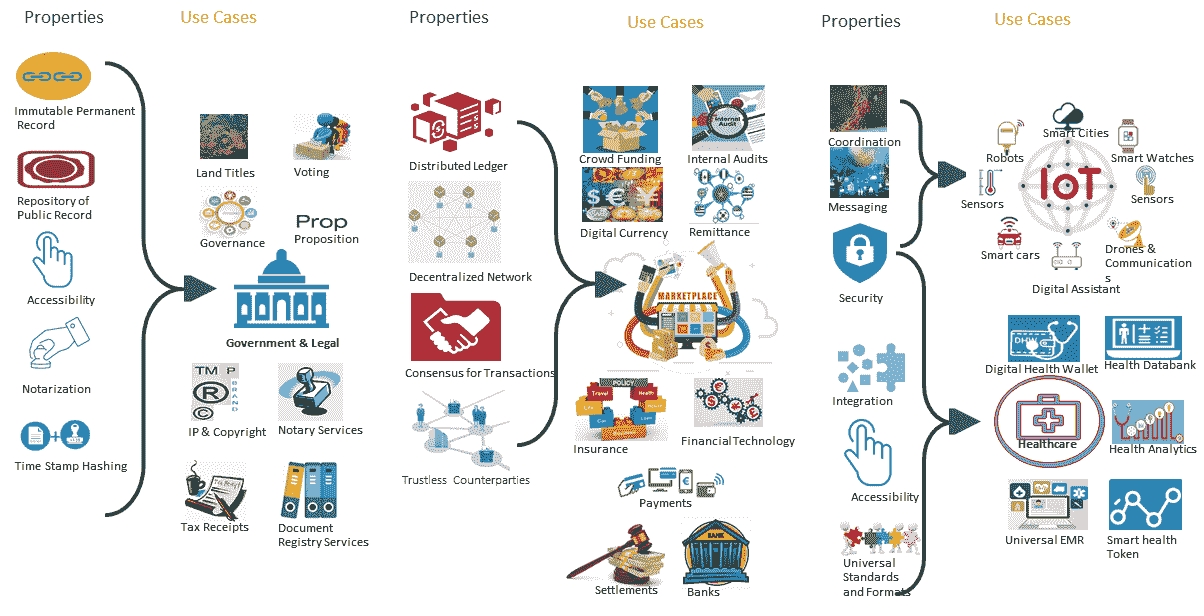 Properties
Use Cases
Immutable Permanent
Record
Repository of
Public Record
Accessibility
Notarization
Time Stamp Hashing
Land Titles
Voting
Governance
Prop
Proposition
Government & Legal
TM P
R
C
BRAND
IP & Copyright
Notary Services
Tax Receipt
Tax Receipts
Document
Registry Services
Properties
Use Cases
Distributed Ledger
Decentralized Network
Consensus for Transactions
Trustless Counterparties
Internal
Audit
Crowd Funding
Internal Audits
Digital Currency
Remittance
MARKETPLACE
POLICY
Travel
Health
Car
Insurance
Financial Technology
Payments
BANK
Settlements
Banks
Properties
Use Cases
Coordination
Messaging
Security
Integration
Accessibility
Universal
Standards
and Formats
Smart Cities
Robots
Smart Watches
IoT
Sensors
Sensors
Smart cars
Drones &
Communication
s
Digital Assistant
DHW
Digital Health Wallet
Health Databank
Healthcare
Health Analytics
Universal EMR
Smart health
Token